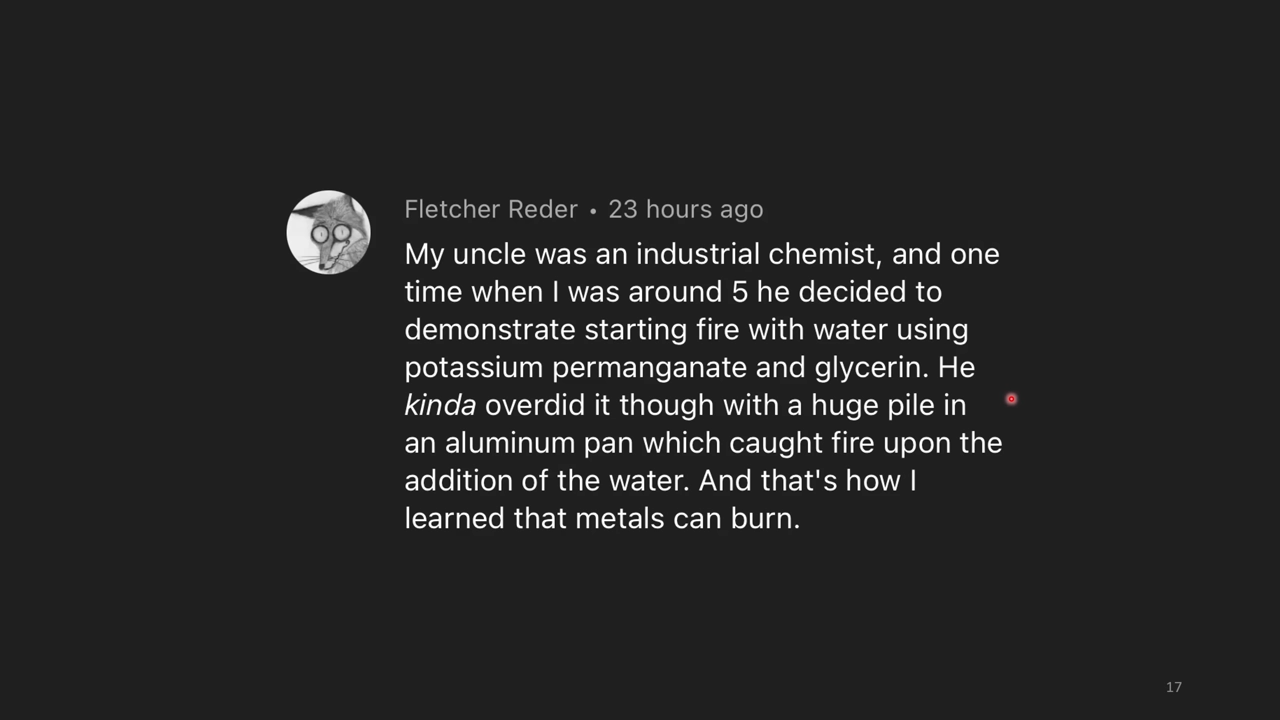 Fletcher Reder • 23 hours ago
My uncle was an industrial chemist, and one
time when I was around 5 he decided to
demonstrate starting fire with water using
potassium permanganate and glycerin. He
kinda overdid it though with a huge pile in
an aluminum pan which caught fire upon the
addition of the water. And that's how I
learned that metals can burn.
17